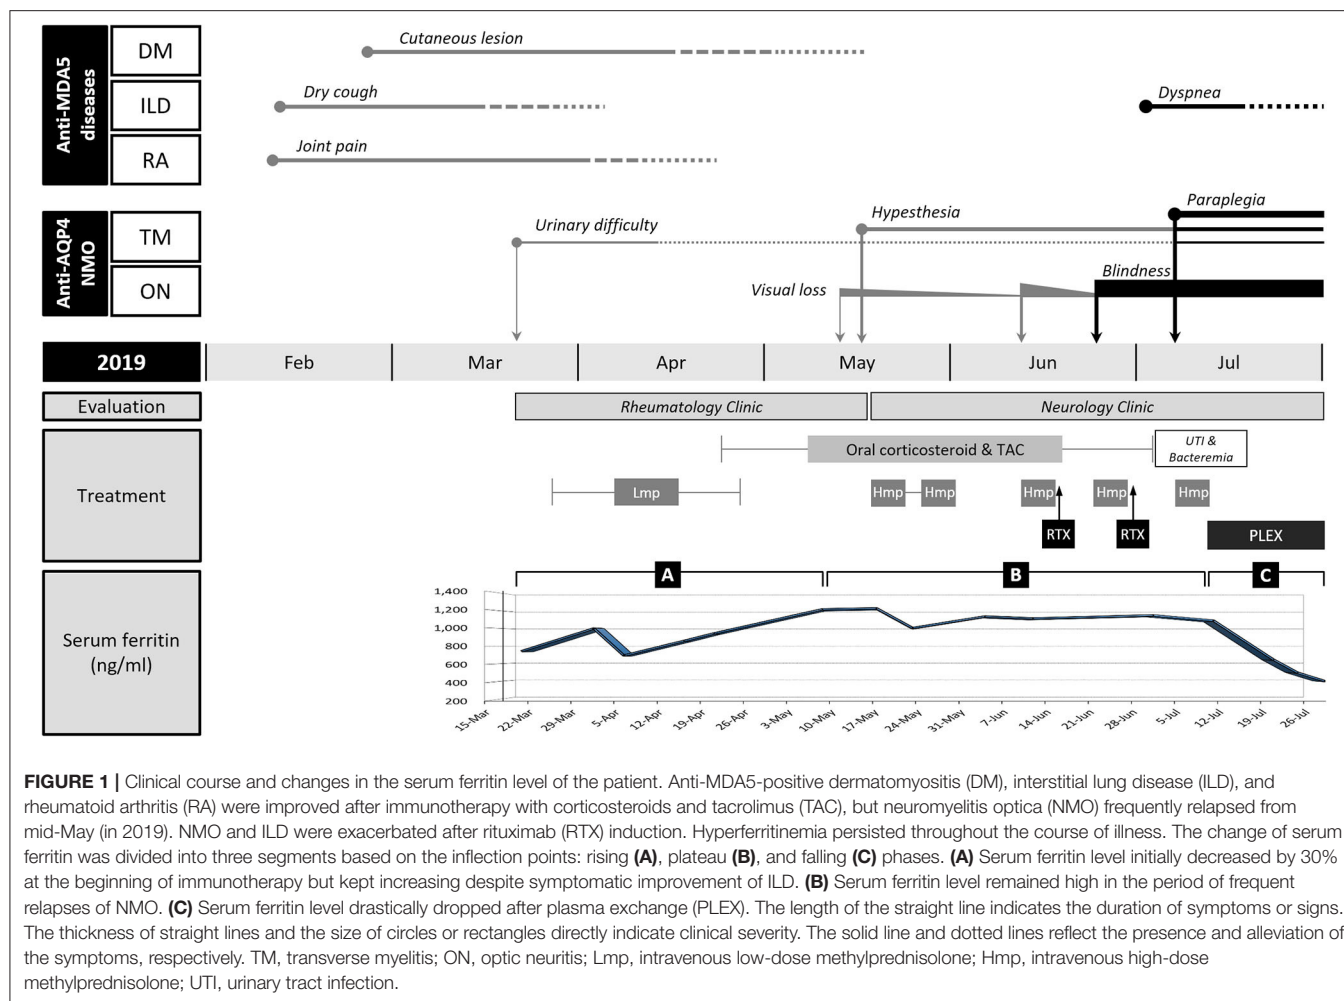 Anti-MDA5
diseases
DM
Cutaneous lesion
ILD
Dry cough
Dyspnea
RA
Joint pain
Anti-AQP4
NMO
TM
Urinary difficulty
Hypesthesia
Paraplegia
ON
Visual loss
Blindness
2019
Feb
Mar
Apr
May
Jun
Jul
Evaluation
Rheumatology Clinic
Neurology Clinic
Treatment
Oral corticosteroid & TAC
UTI &
Bacteremia
Lmp
Hmp
Hmp
Hmp
Hmp
Hmp
RTX
RTX
PLEX
Serum ferritin
(ng/ml)
A
B
C
1,400
1,200
1,000
800
600
400
200
15-Mar
22-Mar
29-Mar
5-Apr
12-Apr
19-Apr
26-Apr
3-May
10-May
17-May
24-May
31-May
7-Jun
14-Jun
21-Jun
28-Jun
5-Jul
12-Jul
19-Jul
26-Jul
FIGURE 1 | Clinical course and changes in the serum ferritin level of the patient. Anti-MDA5-positive dermatomyositis (DM), interstitial lung disease (ILD), and
rheumatoid arthritis (RA) were improved after immunotherapy with corticosteroids and tacrolimus (TAC), but neuromyelitis optica (NMO) frequently relapsed from
mid-May (in 2019). NMO and ILD were exacerbated after rituximab (RTX) induction. Hyperferritinemia persisted throughout the course of illness. The change of serum
ferritin was divided into three segments based on the inflection points: rising (A), plateau (B), and falling (C) phases. (A) Serum ferritin level initially decreased by 30%
at the beginning of immunotherapy but kept increasing despite symptomatic improvement of ILD. (B) Serum ferritin level remained high in the period of frequent
relapses of NMO. (C) Serum ferritin level drastically dropped after plasma exchange (PLEX). The length of the straight line indicates the duration of symptoms or signs.
The thickness of straight lines and the size of circles or rectangles directly indicate clinical severity. The solid line and dotted lines reflect the presence and alleviation of
the symptoms, respectively. TM, transverse myelitis; ON, optic neuritis; Lmp, intravenous low-dose methylprednisolone; Hmp, intravenous high-dose
methylprednisolone; UTI, urinary tract infection.